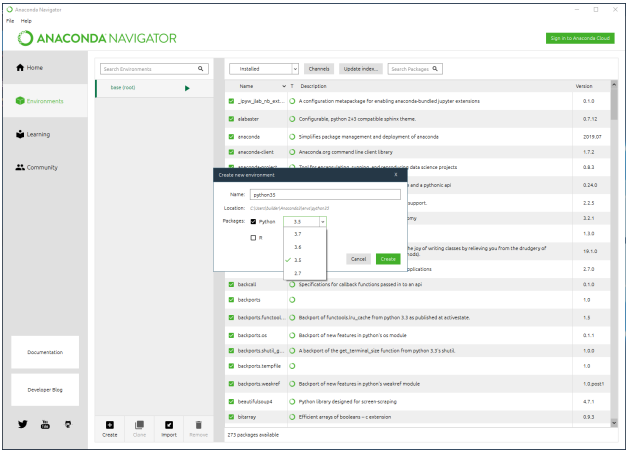 Anaconda Navigator
File Help
ANACONDA NAVIGATOR
Sign in to Anaconda Cloud
Home
Environments
Learning
Community
Documentation
Developer Blog
Search Environments
base (root)
Create Clone Import Remove
Installed Channels Update index... Search Packages
Name T Description Version
_ipyw_jlab_nb_ext... A configuration metapackage for enabling anaconda-bundled jupyter extensions 0.1.0
alabaster Configurable, python 2+3 compatible sphinx theme. 0.7.12
anaconda Simplifies package management and deployment of anaconda 2019.07
anaconda-client Anaconda.org command line client library 1.7.2
anaconda-project Tool for encapsulating, running, and reproducing data science projects 0.8.3
and a pythonic api 0.24.0
support. 2.2.5
omy 3.2.1
1.3.0
he joy of writing classes by relieving you from the drudgery of
hods). 19.1.0
pplications 2.7.0
backcall Specifications for callback functions passed in to an api 0.1.0
backports 1.0
backports.functool... Backport of functools.lru_cache from python 3.3 as published at activestate. 1.5
backports.os Backport of new features in python's os module 0.1.1
backports.shutil_g... A backport of the get_terminal_size function from python 3.3's shutil. 1.0.0
backports.tempfile 1.0
backports.weakref Backport of new features in python's weakref module 1.0.post1
beautifulsoup4 Python library designed for screen-scraping 4.7.1
bitarray Efficient arrays of booleans -- c extension 0.9.3
273 packages available
Create new environment X
Name: python35
Location:
Packages: Python 3.5
R
3.7
3.6
3.5
2.7
Cancel Create